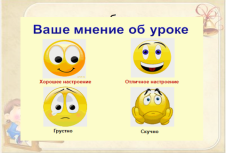 Ваше мнение об уроке
Хорошее настроение Отличное настроение
Грустно Скучно